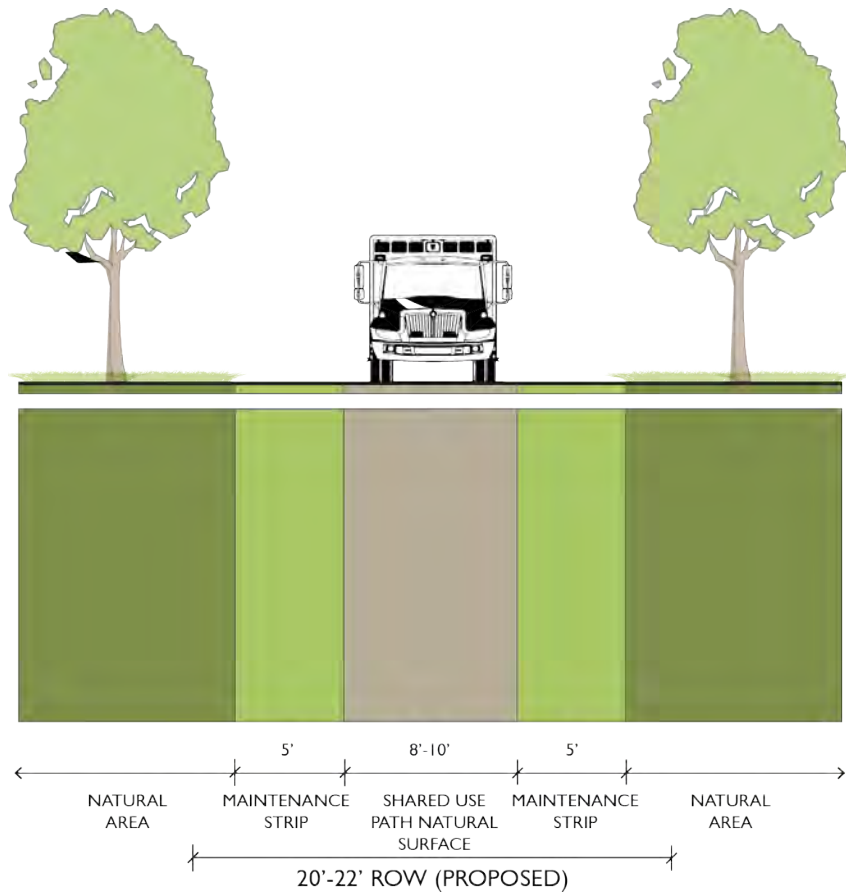 5’
8’-10’
5’
NATURAL
AREA
MAINTENANCE
STRIP
SHARED USE
PATH NATURAL
SURFACE
MAINTENANCE
STRIP
NATURAL
AREA
20’-22’ ROW (PROPOSED)